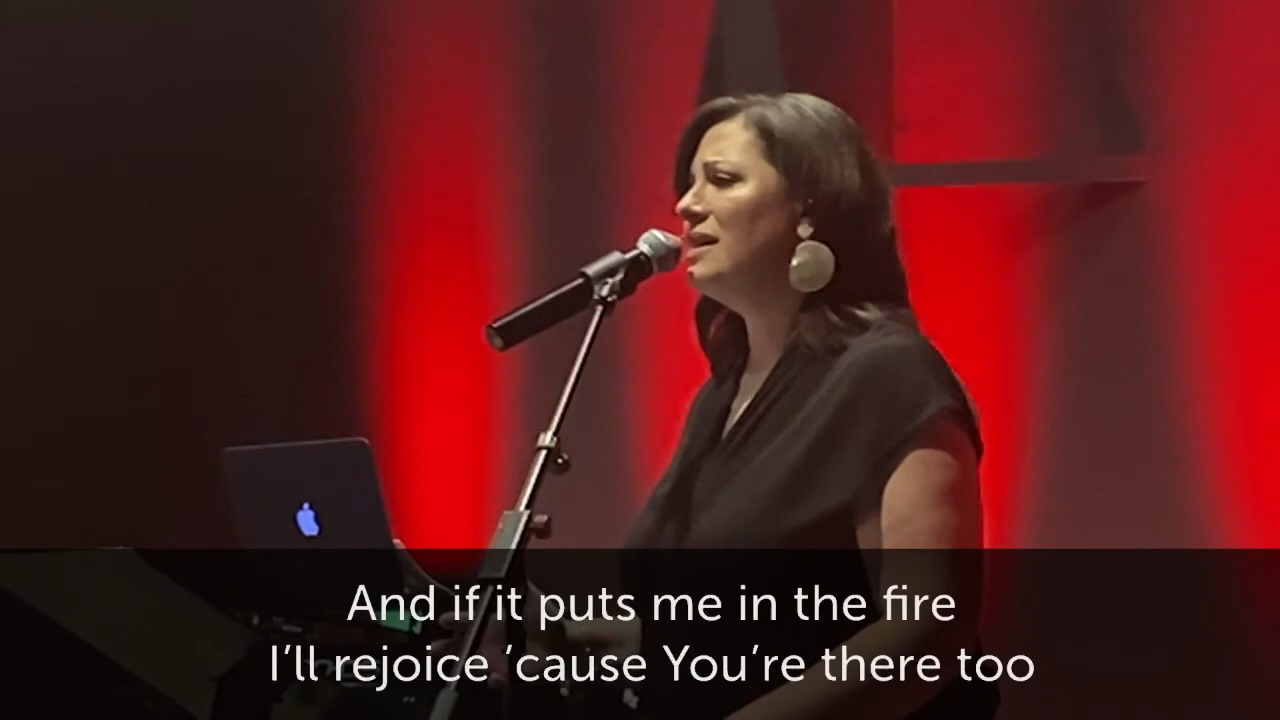 And if it puts me in the fire
I’ll rejoice ’cause You’re there too